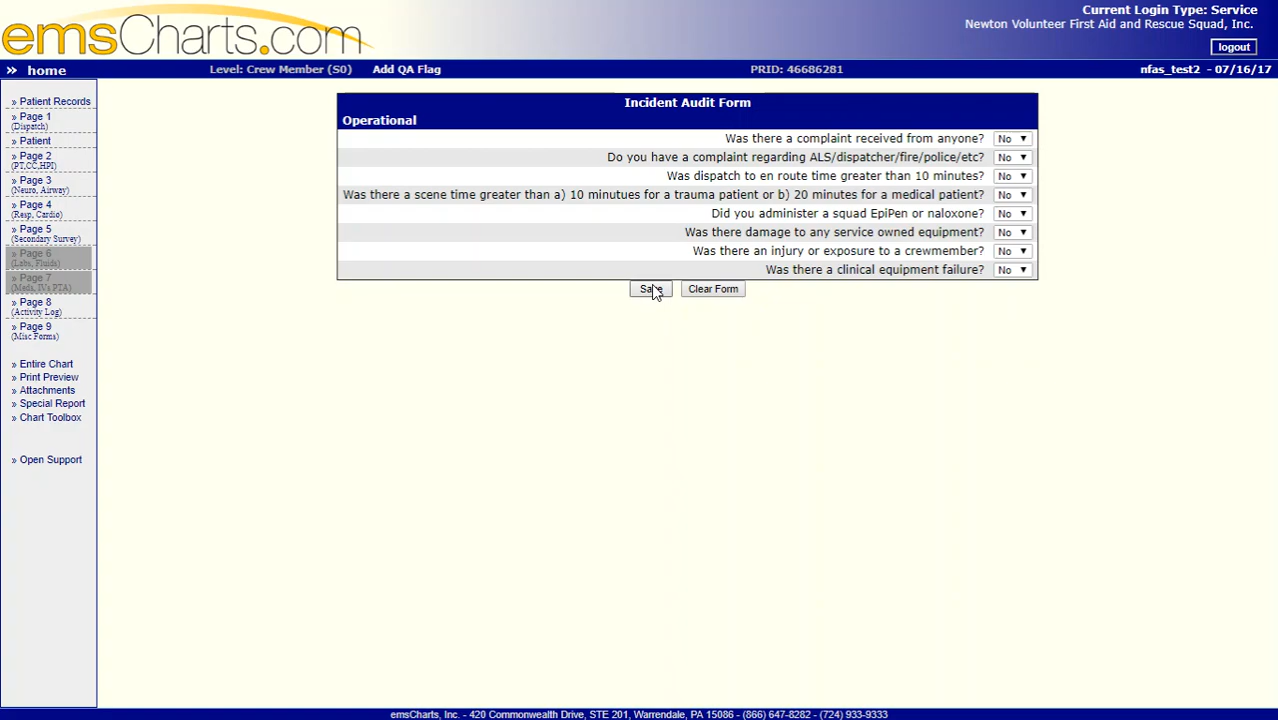 emsCharts.com
Current Login Type: Service
Newton Volunteer First Aid and Rescue Squad, Inc.
logout
» home Level: Crew Member (S0) Add QA Flag PRID: 46686281 nfas_test2 - 07/16/17
» Patient Records
» Page 1
(Dispatch)
» Patient
» Page 2
(PT,CC,HPI)
» Page 3
(Neuro, Airway)
» Page 4
(Resp, Cardio)
» Page 5
(Secondary Survey)
» Page 6
(Labs, Fluids)
» Page 7
(Meds, IVs PTA)
» Page 8
(Activity Log)
» Page 9
(Misc Forms)
» Entire Chart
» Print Preview
» Attachments
» Special Report
» Chart Toolbox
» Open Support
Incident Audit Form
Operational
Was there a complaint received from anyone? No
Do you have a complaint regarding ALS/dispatcher/fire/police/etc? No
Was dispatch to en route time greater than 10 minutes? No
Was there a scene time greater than a) 10 minutues for a trauma patient or b) 20 minutes for a medical patient? No
Did you administer a squad EpiPen or naloxone? No
Was there damage to any service owned equipment? No
Was there an injury or exposure to a crewmember? No
Was there a clinical equipment failure? No
Save Clear Form
emsCharts, Inc. - 420 Commonwealth Drive, STE 201, Warrendale, PA 15086 - (866) 647-8282 - (724) 933-9333